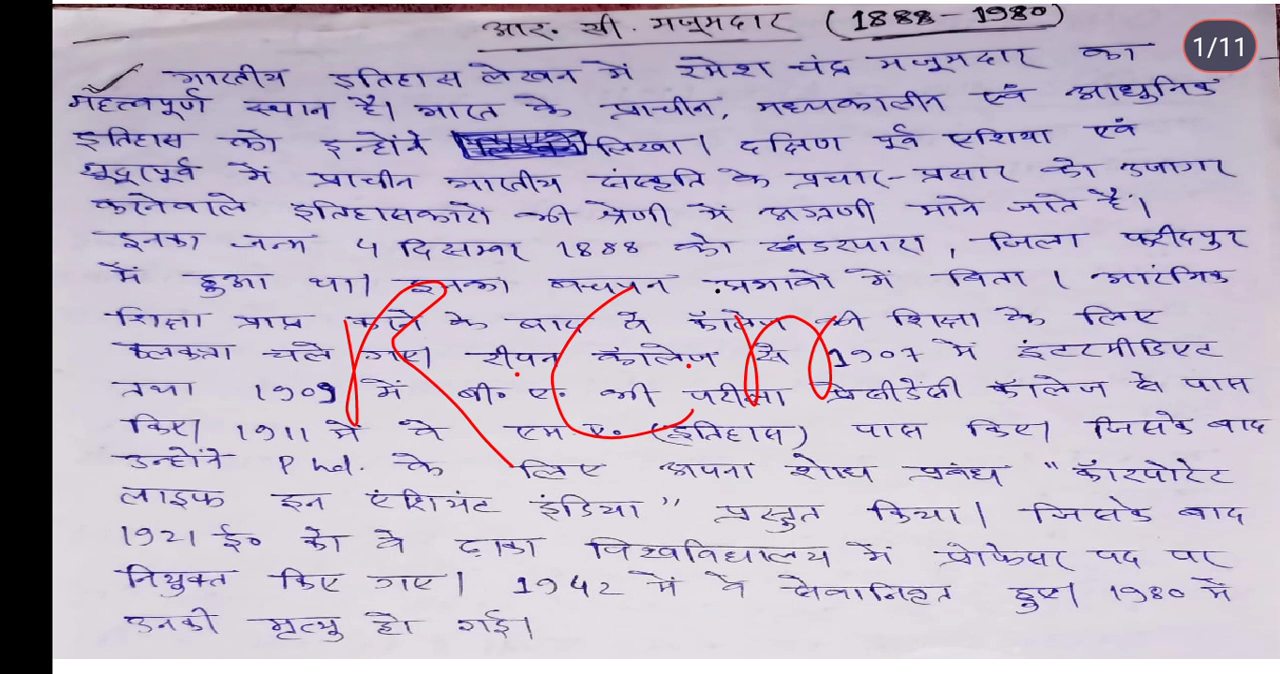 आर. सी. मजूमदार (1888-1980)
1/11
भारतीय इतिहास लेखन में रमेश चंद्र मजूमदार का
महत्वपूर्ण स्थान है। भारत के प्राचीन, मध्यकालीन एवं आधुनिक
इतिहास को इन्होंने लिखा। दक्षिण पूर्व एशिया एवं
सुदूरपूर्व में प्राचीन भारतीय संस्कृति के प्रचार-प्रसार को उजागर
करनेवाले इतिहासकारों की श्रेणी में अग्रणी माने जाते हैं।
इनका जन्म 4 दिसम्बर 1888 को खंडरपारा, जिला फरीदपुर
में हुआ था। इनका बचपन अभावों में बिता। आरंभिक
शिक्षा प्राप्त करने के बाद वे कॉलेज की शिक्षा के लिए
कलकत्ता चले गए। रीपन कॉलेज से 1907 में इंटरमीडिएट
तथा 1909 में बी. ए. की परीक्षा प्रेसीडेंसी कॉलेज से पास
किए। 1911 में वे एम.ए. (इतिहास) पास किए। जिसके बाद
उन्होंने Phd. के लिए अपना शोध प्रबंध "कॉरपोरेट
लाइफ इन एंशियंट इंडिया" प्रस्तुत किया। जिसके बाद
1921 ई० को वे ढाका विश्वविद्यालय में प्रोफेसर पद पर
नियुक्त किए गए। 1942 में वे सेवानिवृत हुए। 1980 में
उनकी मृत्यु हो गई।
RCM